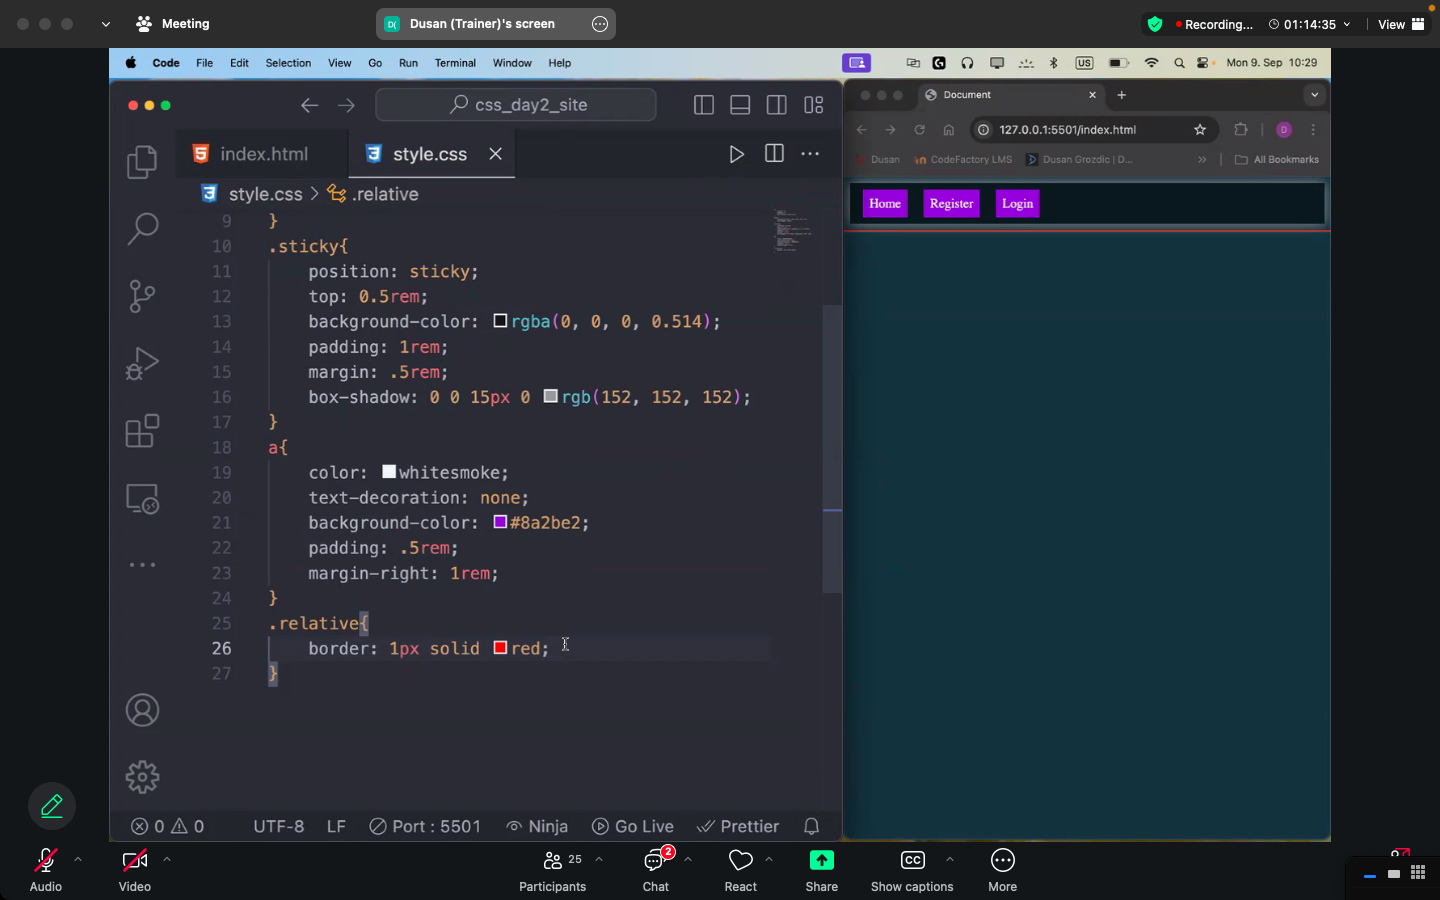 Meeting
D( Dusan (Trainer)'s screen
Recording...
01:14:35
View
Code File Edit Selection View Go Run Terminal Window Help
US
Mon 9. Sep 10:29
css_day2_site
index.html
style.css
style.css > .relative
9 }
10 .sticky{
11 position: sticky;
12 top: 0.5rem;
13 background-color: rgba(0, 0, 0, 0.514);
14 padding: 1rem;
15 margin: .5rem;
16 box-shadow: 0 0 15px 0 rgb(152, 152, 152);
17 }
18 a{
19 color: whitesmoke;
20 text-decoration: none;
21 background-color: #8a2be2;
22 padding: .5rem;
23 margin-right: 1rem;
24 }
25 .relative{
26 border: 1px solid red;
27 }
0 0 UTF-8 LF Port : 5501 Ninja Go Live Prettier
Document
127.0.0.1:5501/index.html
D
Dusan CodeFactory LMS Dusan Grozdic | D... » All Bookmarks
Home Register Login
Audio
Video
25
Participants
2
Chat
React
Share
CC
Show captions
More